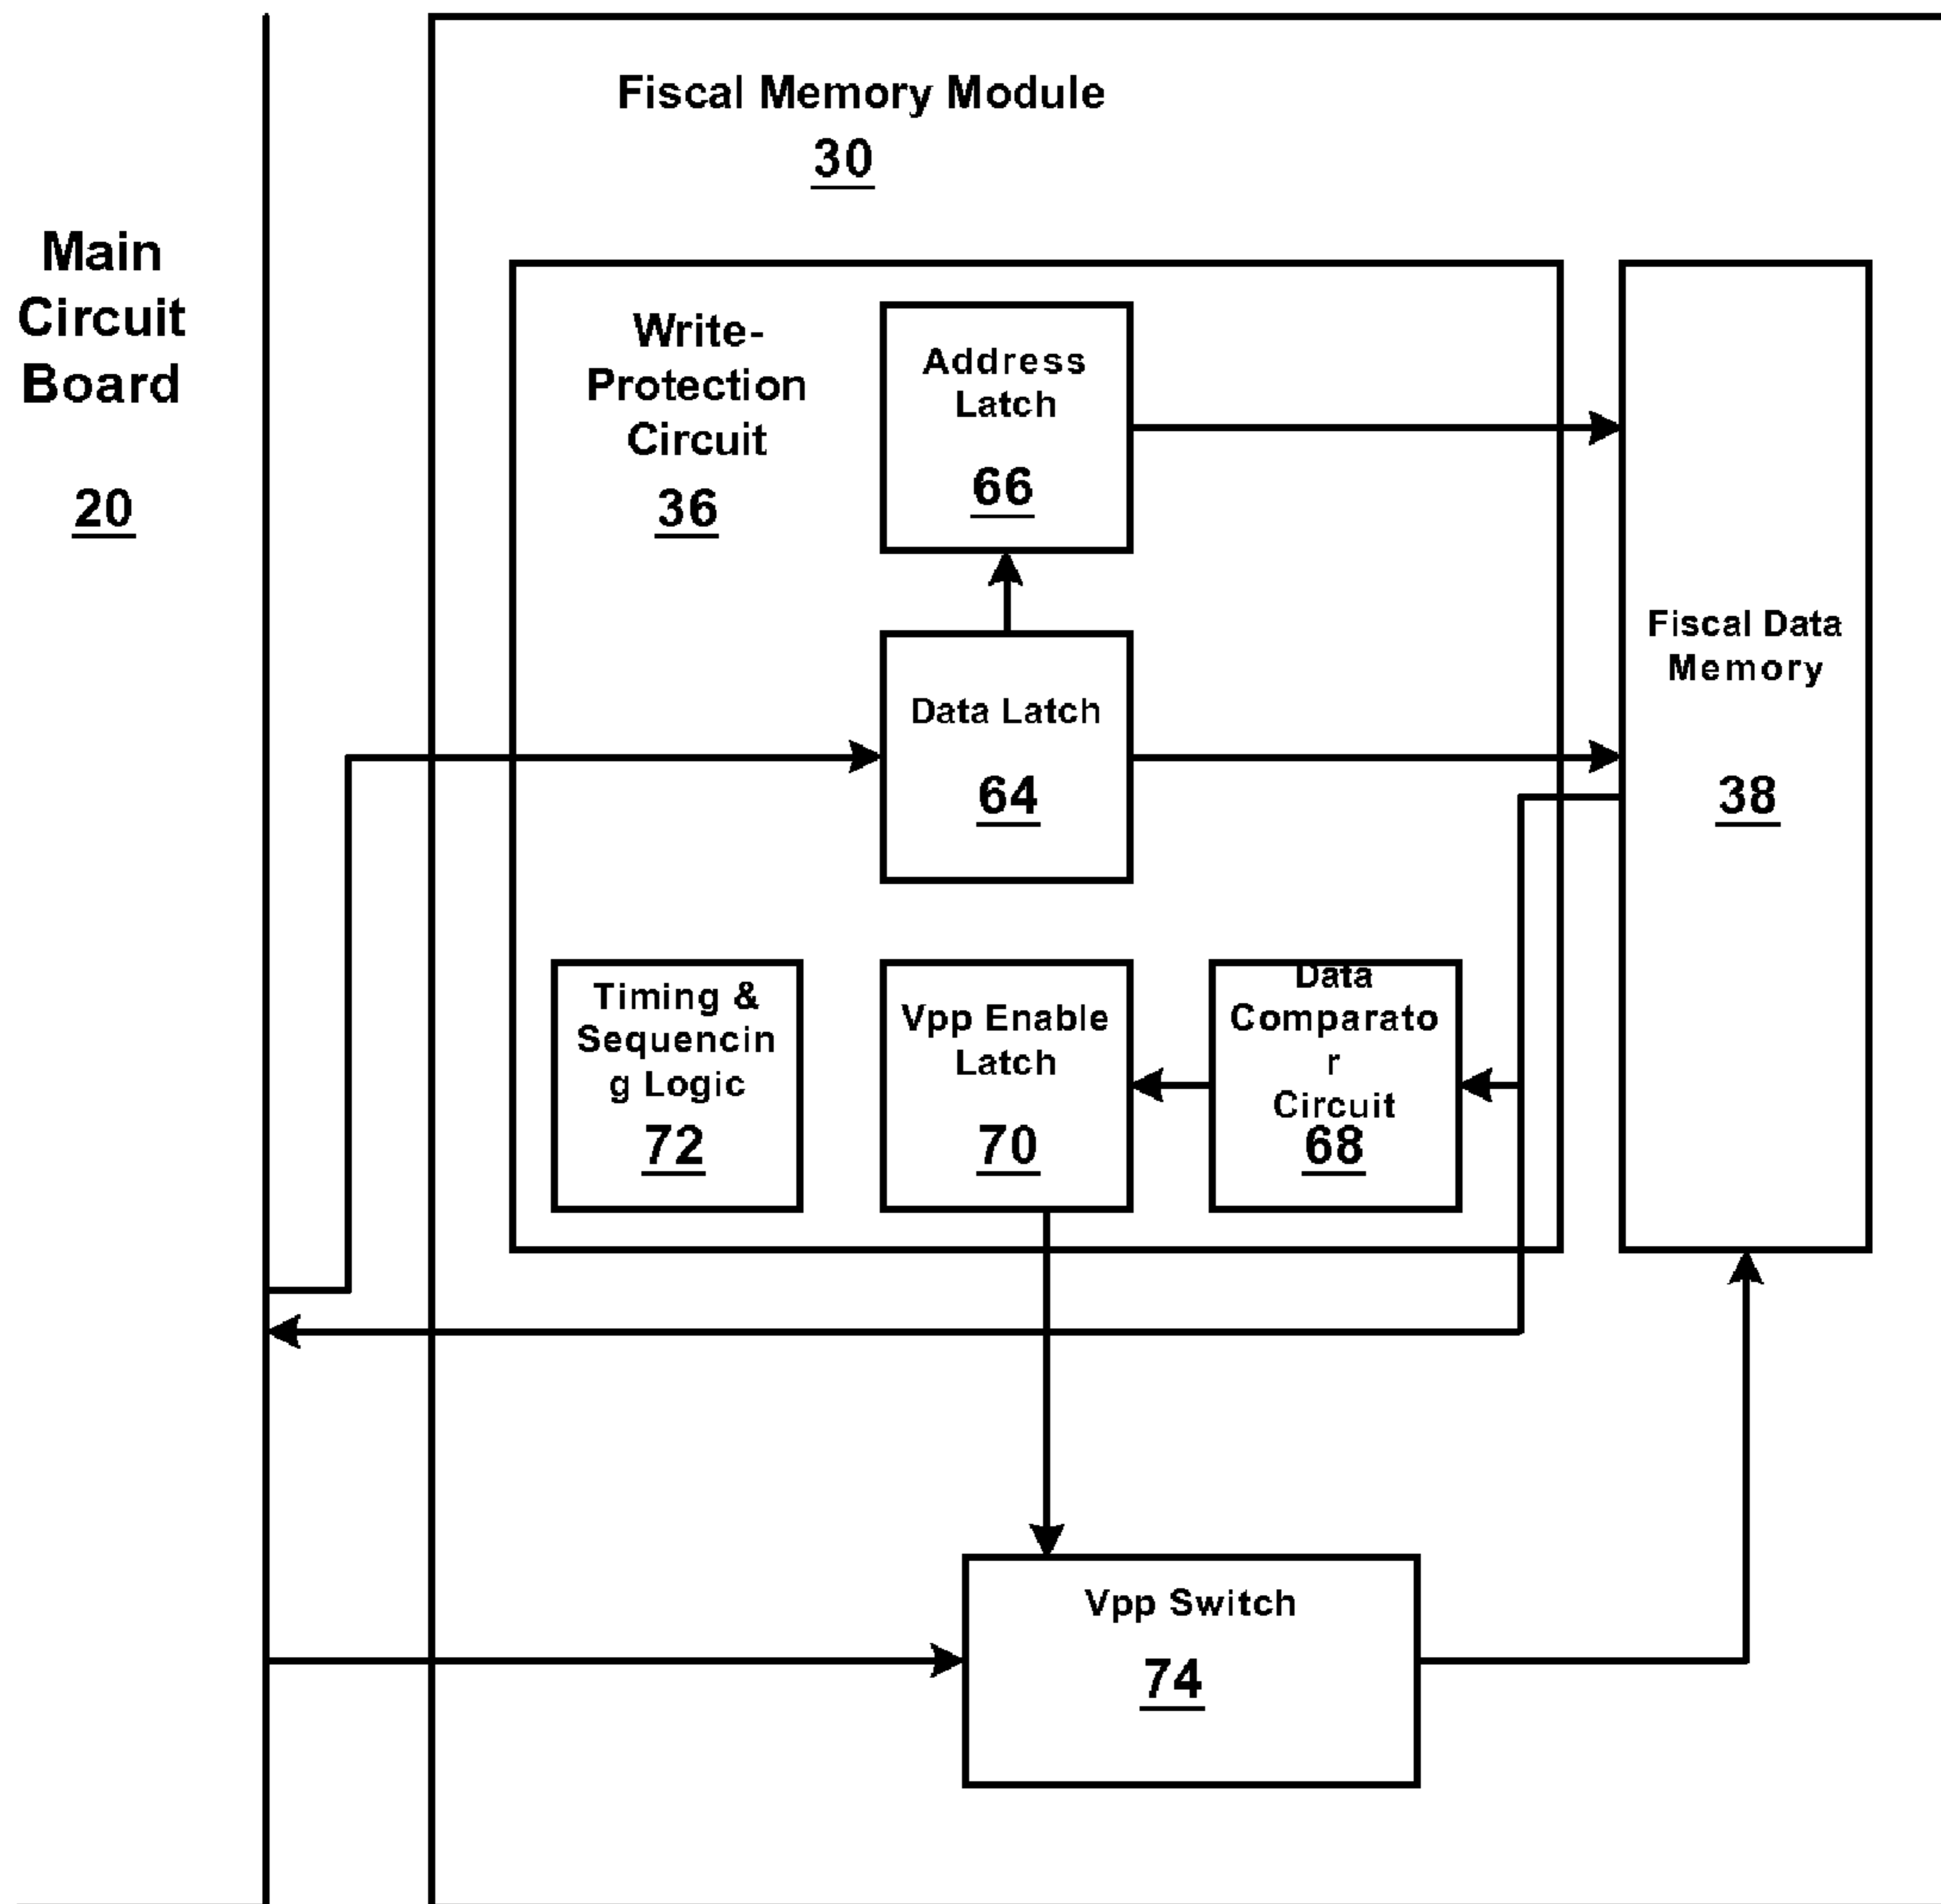 Fiscal Memory Module
30
Main
Circuit
Board
20
Write-
Protection
Circuit
36
Address
Latch
66
Data Latch
64
Fiscal Data
Memory
38
Timing &
Sequencin
g Logic
72
Vpp Enable
Latch
70
Data
Comparato
r
Circuit
68
Vpp Switch
74